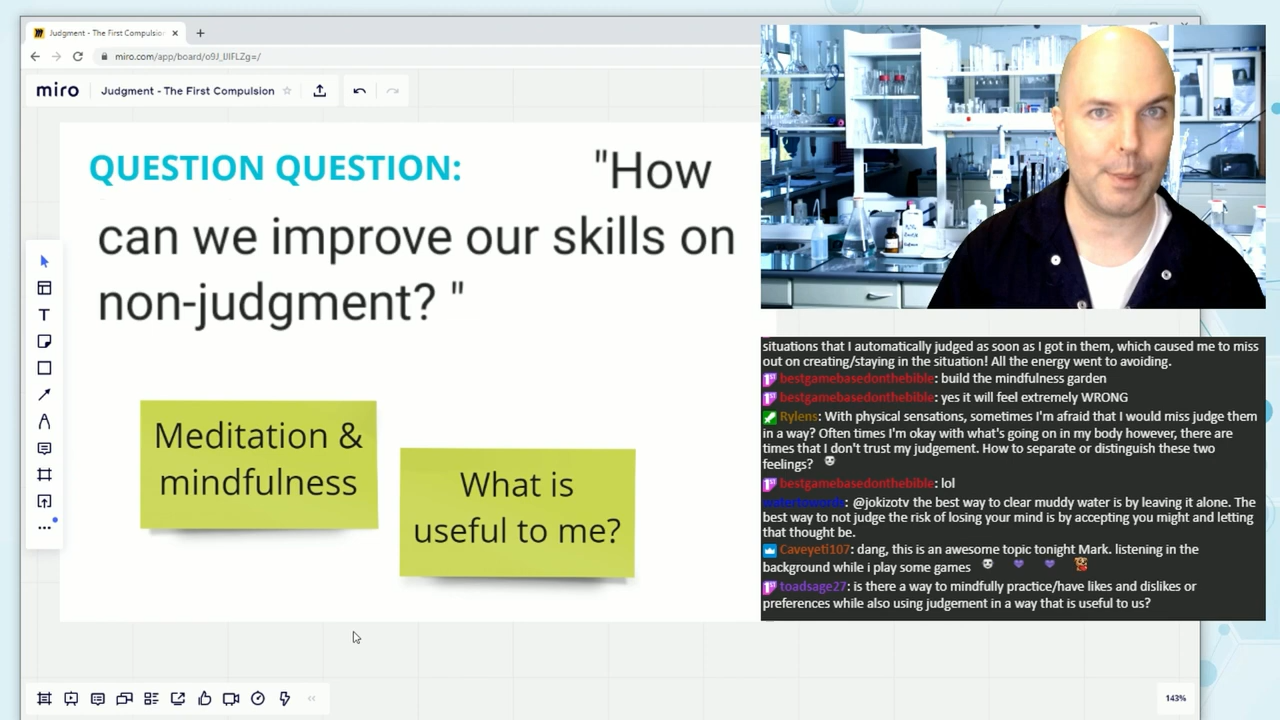 Judgment - The First Compulsion
miro.com/app/board/o9J_lJIFLZg=/
miro
Judgment - The First Compulsion
QUESTION QUESTION: "How
can we improve our skills on
non-judgment? "
Meditation &
mindfulness
What is
useful to me?
143%
situations that I automatically judged as soon as I got in them, which caused me to miss
out on creating/staying in the situation! All the energy went to avoiding.
bestgamebasedonthebible: build the mindfulness garden
bestgamebasedonthebible: yes it will feel extremely WRONG
Rylens: With physical sensations, sometimes I'm afraid that I would miss judge them
in a way? Often times I'm okay with what's going on in my body however, there are
times that I don't trust my judgement. How to separate or distinguish these two
feelings?
bestgamebasedonthebible: lol
watertowords: @jokizotv the best way to clear muddy water is by leaving it alone. The
best way to not judge the risk of losing your mind is by accepting you might and letting
that thought be.
Caveyeti107: dang, this is an awesome topic tonight Mark. listening in the
background while i play some games
toadsage27: is there a way to mindfully practice/have likes and dislikes or
preferences while also using judgement in a way that is useful to us?